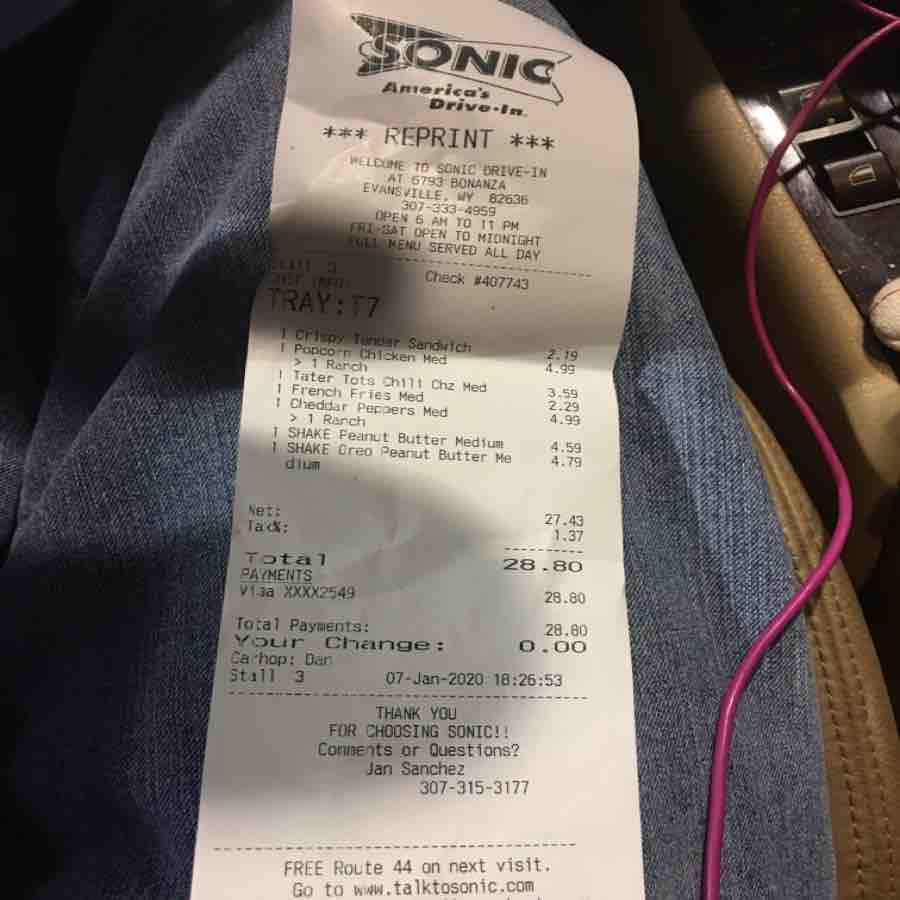 SONIC
America's
Drive-In.
*** REPRINT ***
WELCOME TO SONIC DRIVE-IN
AT 6793 BONANZA
EVANSVILLE, WY 82636
307-333-4959
OPEN 6 AM TO 11 PM
FRI-SAT OPEN TO MIDNIGHT
FULL MENU SERVED ALL DAY
Stall 3 Check #407743
TRAY:T7
1 Crispy Tender Sandwich 2.19
1 Popcorn Chicken Med 4.99
> 1 Ranch
1 Tater Tots Chili Chz Med 3.59
1 French Fries Med 2.29
1 Cheddar Peppers Med 4.99
> 1 Ranch
1 SHAKE Peanut Butter Medium 4.59
1 SHAKE Oreo Peanut Butter Me 4.79
dium
Net: 27.43
Tax%: 1.37
Total 28.80
PAYMENTS
Visa XXXX2549 28.80
Total Payments: 28.80
Your Change: 0.00
Carhop: Dan
Stall 3 07-Jan-2020 18:26:53
THANK YOU
FOR CHOOSING SONIC!!
Comments or Questions?
Jan Sanchez
307-315-3177
FREE Route 44 on next visit.
Go to www.talktosonic.com